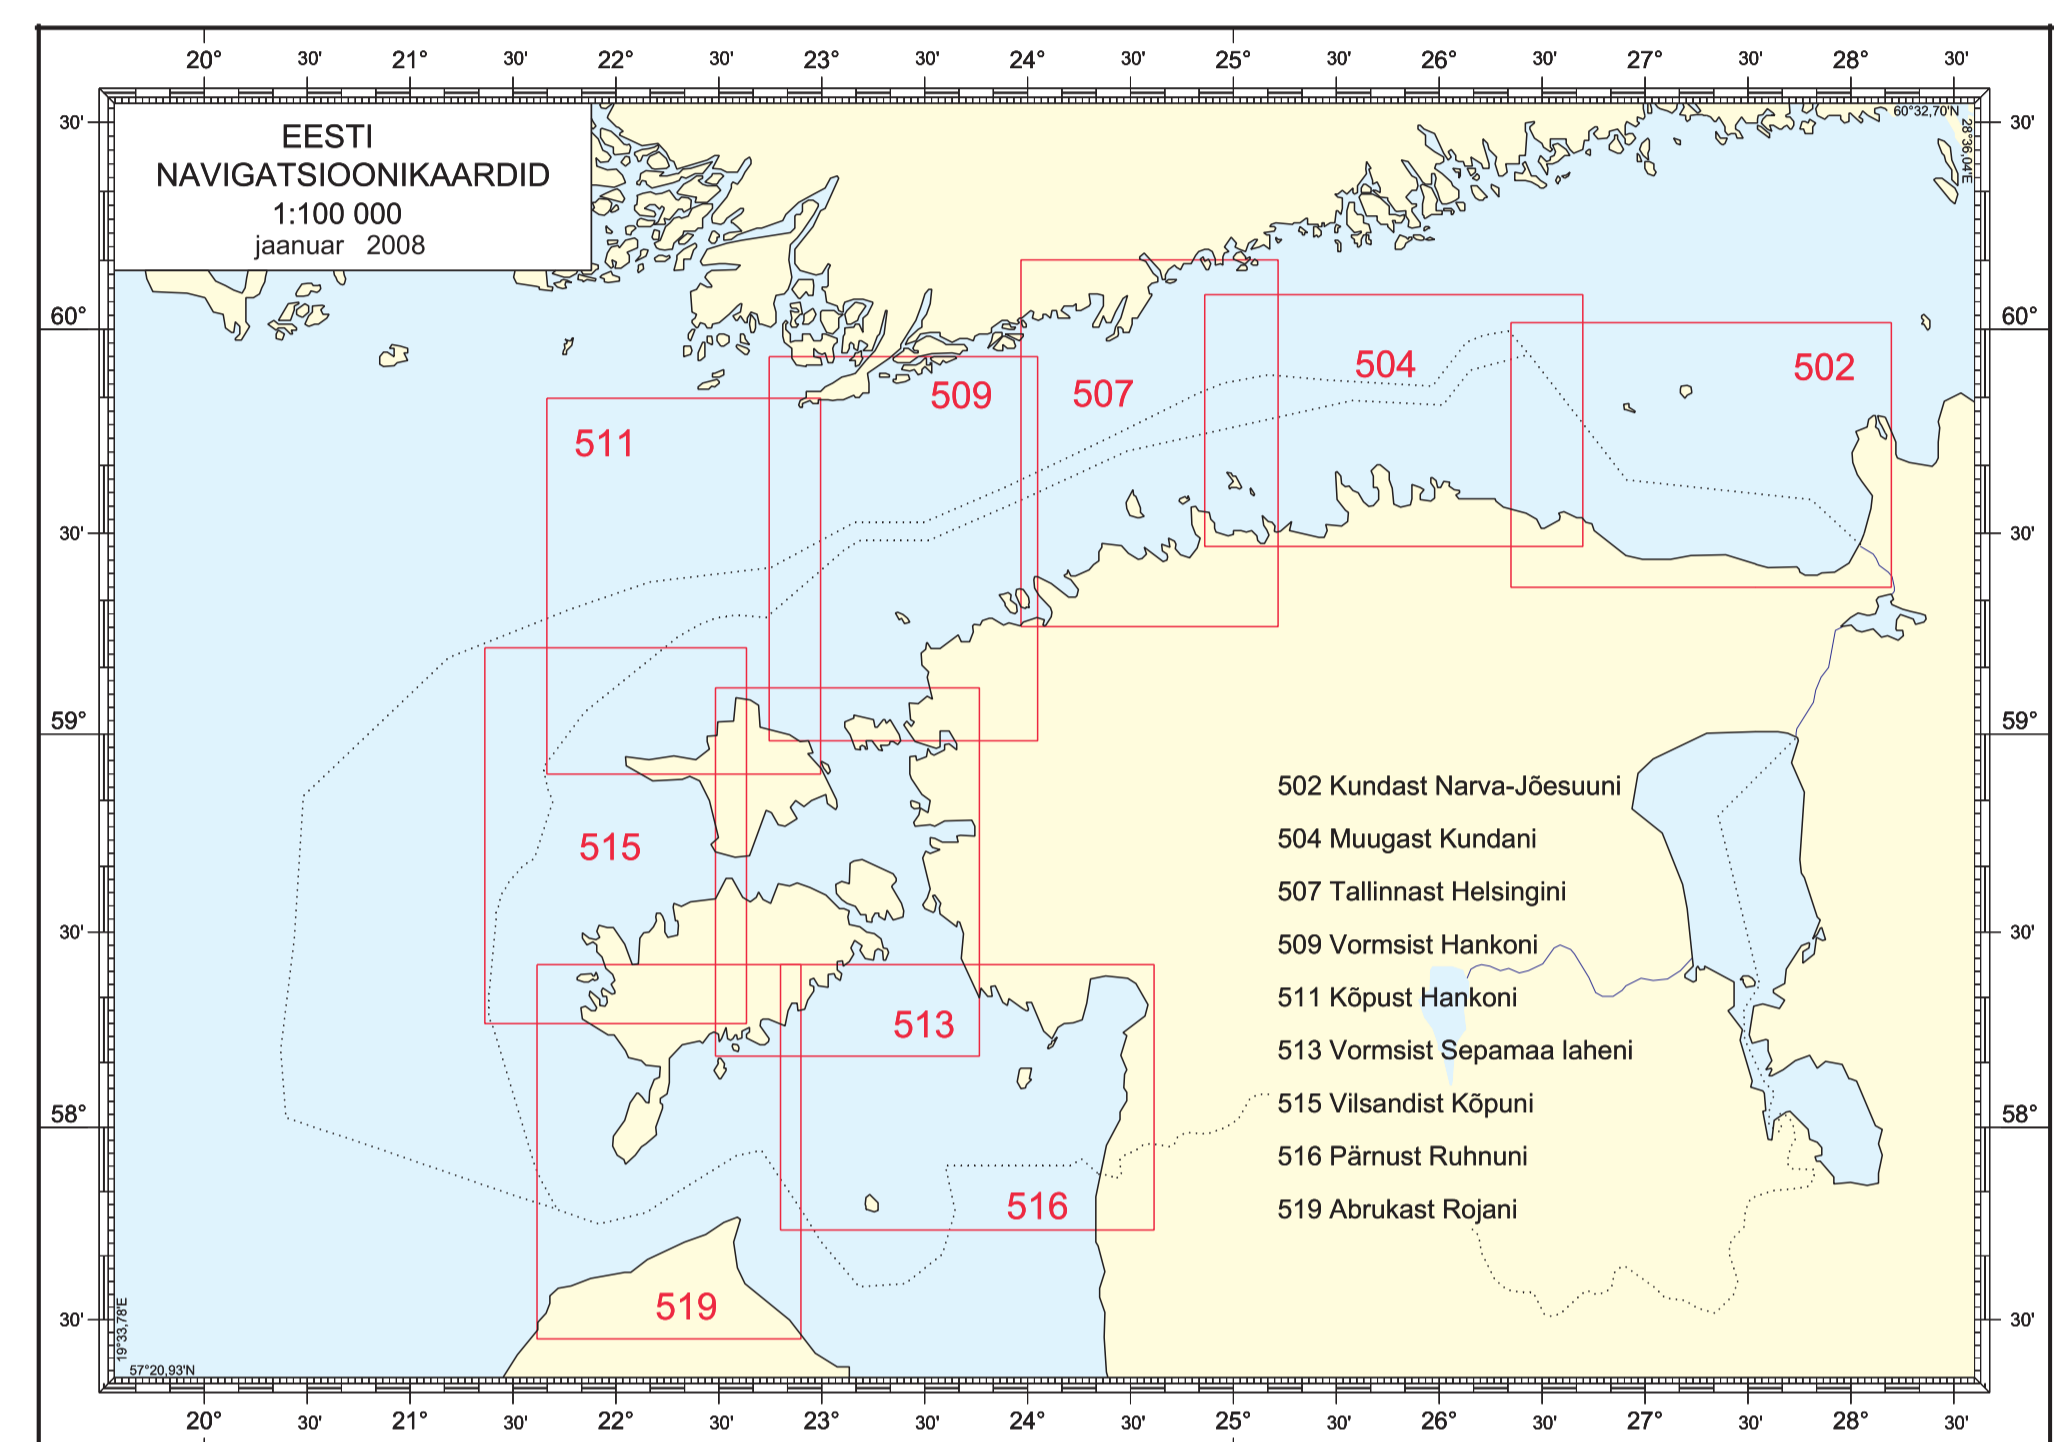 20° 30' 21° 30' 22° 30' 23° 30' 24° 30' 25° 30' 26° 30' 27° 30' 28° 30'
60°32,70'N
28°36,04'E
30' 30'
EESTI
NAVIGATSIOONIKAARDID
1:100 000
jaanuar 2008
60° 60°
504 502
509 507
511
30' 30'
59° 59°
502 Kundast Narva-Jõesuuni
504 Muugast Kundani
515
507 Tallinnast Helsingini
30' 30'
509 Vormsist Hankoni
511 Kõpust Hankoni
513
513 Vormsist Sepamaa laheni
58° 58°
515 Vilsandist Kõpuni
516 Pärnust Ruhnuni
516
519 Abrukast Rojani
519
30' 30'
19°33,78'E
57°20,93'N
20° 30' 21° 30' 22° 30' 23° 30' 24° 30' 25° 30' 26° 30' 27° 30' 28° 30'